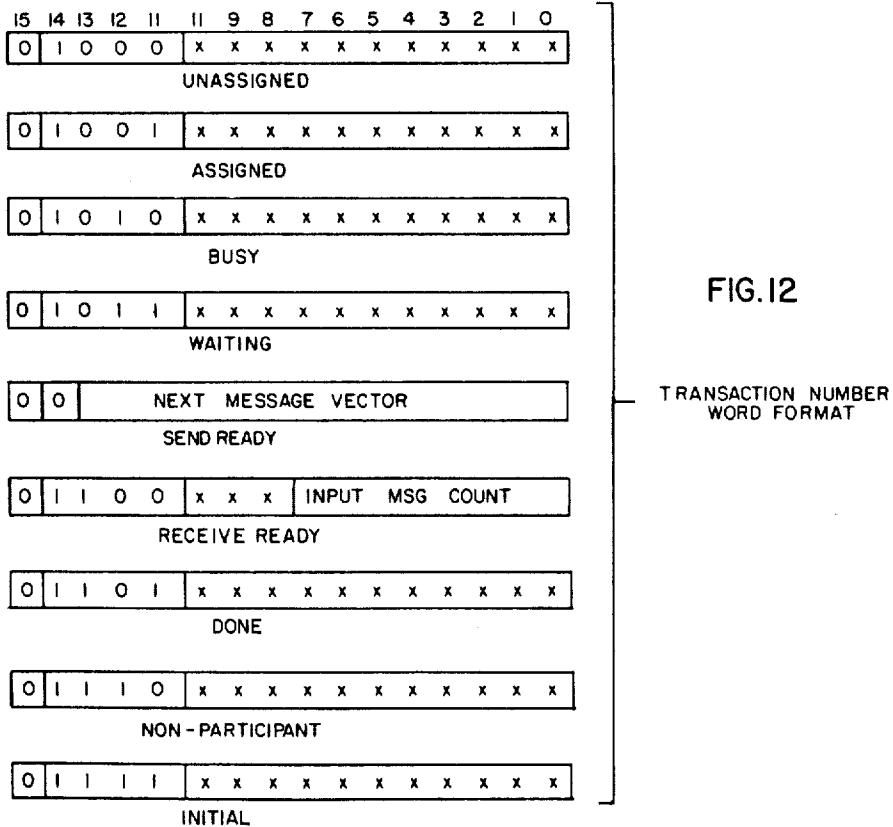 15 14 13 12 11 11 9 8 7 6 5 4 3 2 1 0
0 1 0 0 0 x x x x x x x x x x x
UNASSIGNED
0 1 0 0 1 x x x x x x x x x x x
ASSIGNED
0 1 0 1 0 x x x x x x x x x x x
BUSY
0 1 0 1 1 x x x x x x x x x x x
WAITING
0 0 NEXT MESSAGE VECTOR
SEND READY
0 1 1 0 0 x x x INPUT MSG COUNT
RECEIVE READY
0 1 1 0 1 x x x x x x x x x x x
DONE
0 1 1 1 0 x x x x x x x x x x x
NON-PARTICIPANT
0 1 1 1 1 x x x x x x x x x x x
INITIAL
FIG.12
TRANSACTION NUMBER
WORD FORMAT